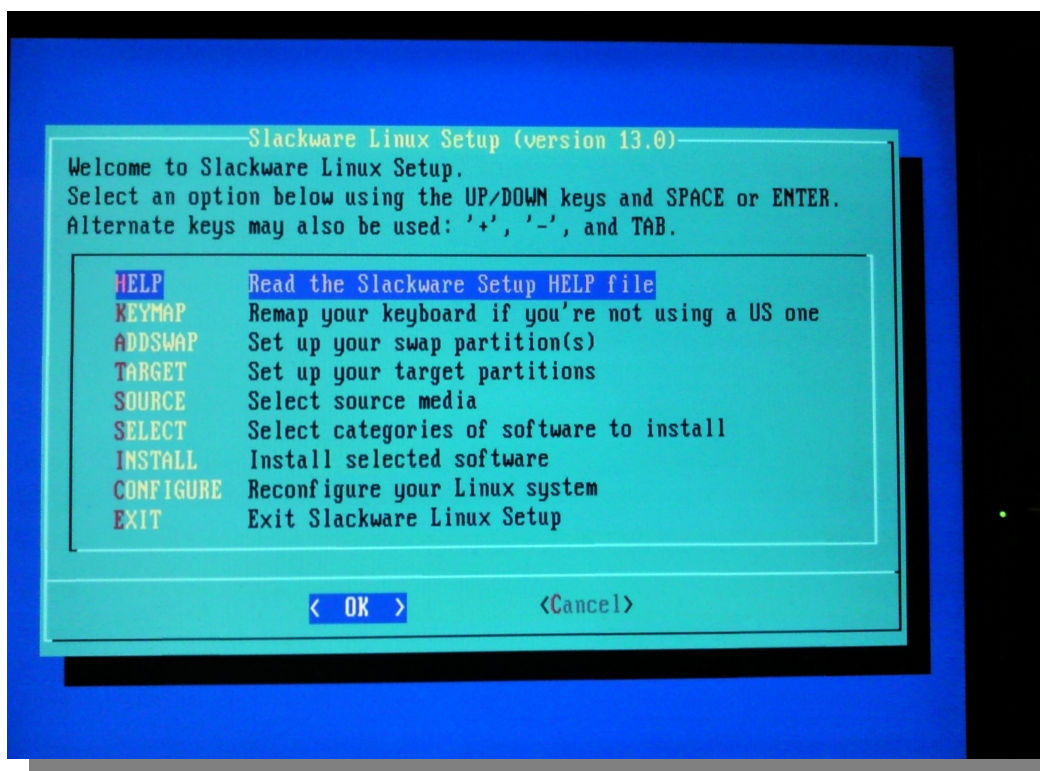 Slackware Linux Setup (version 13.0)
Welcome to Slackware Linux Setup.
Select an option below using the UP/DOWN keys and SPACE or ENTER.
Alternate keys may also be used: '+', '-', and TAB.
HELP Read the Slackware Setup HELP file
KEYMAP Remap your keyboard if you're not using a US one
ADDSWAP Set up your swap partition(s)
TARGET Set up your target partitions
SOURCE Select source media
SELECT Select categories of software to install
INSTALL Install selected software
CONFIGURE Reconfigure your Linux system
EXIT Exit Slackware Linux Setup
< OK > <Cancel>